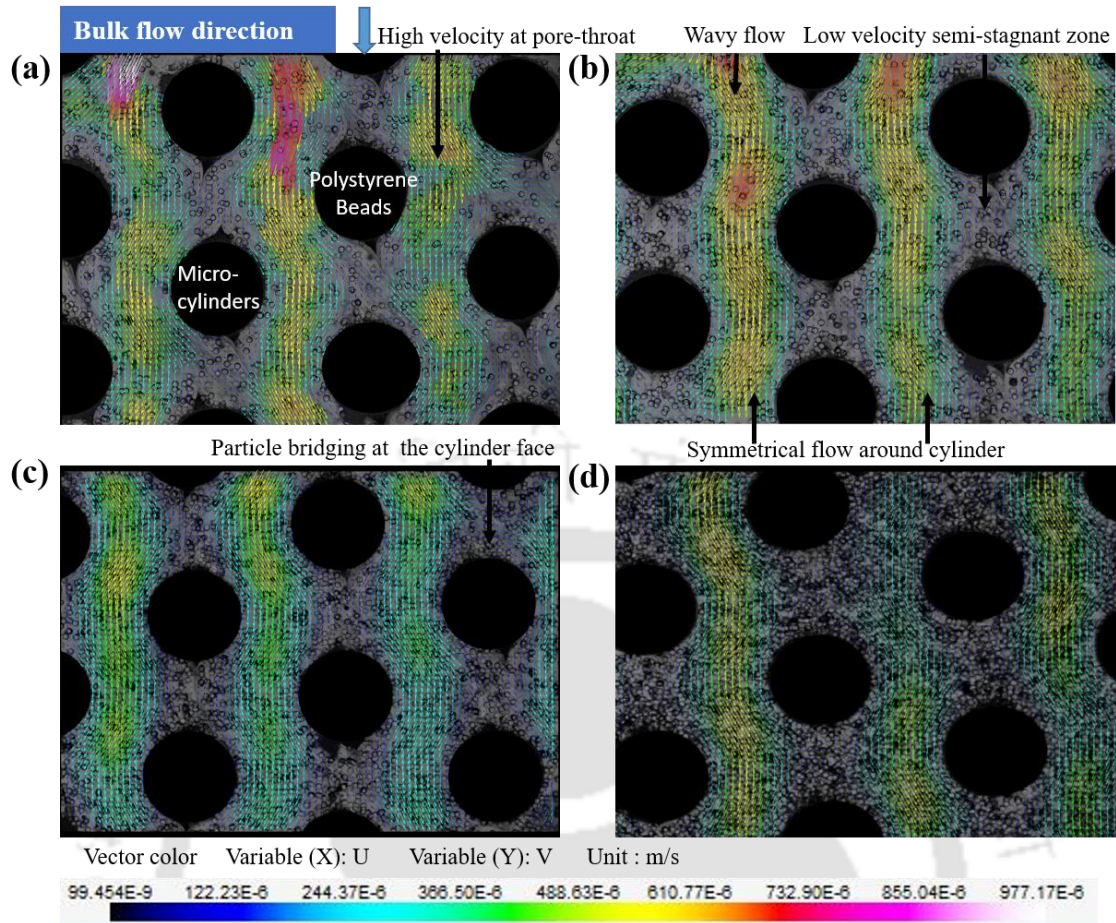 Bulk flow direction
High velocity at pore-throat
Wavy flow
Low velocity semi-stagnant zone
(a)
(b)
Polystyrene
Beads
Micro-
cylinders
Particle bridging at the cylinder face
Symmetrical flow around cylinder
(c)
(d)
Vector color Variable (X): U Variable (Y): V Unit : m/s
99.454E-9 122.23E-6 244.37E-6 366.50E-6 488.63E-6 610.77E-6 732.90E-6 855.04E-6 977.17E-6